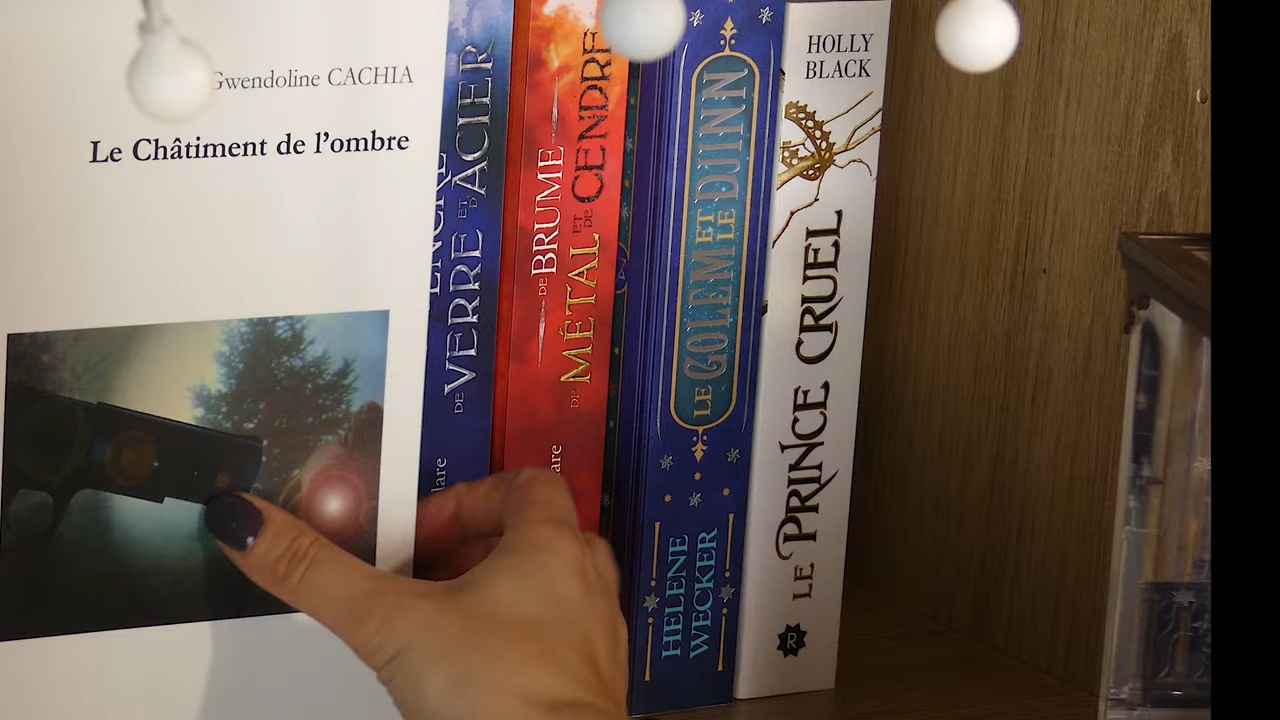 Gwendoline CACHIA
Le Châtiment de l'ombre
DE VERRE ET D'ACIER
DE BRUME
DE MÉTAL ET DE CENDRE
LE GOLEM ET LE DJINN
HELENE
WECKER
HOLLY
BLACK
LE PRINCE CRUEL
R